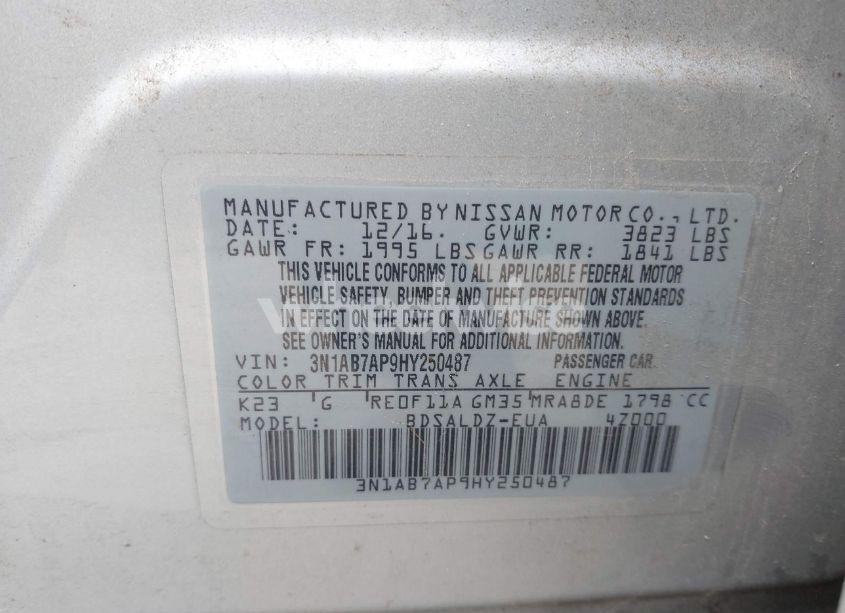 MANUFACTURED BY NISSAN MOTOR CO., LTD.
DATE: 12/16. GVWR: 3823 LBS
GAWR FR: 1995 LBS GAWR RR: 1841 LBS
THIS VEHICLE CONFORMS TO ALL APPLICABLE FEDERAL MOTOR
VEHICLE SAFETY, BUMPER AND THEFT PREVENTION STANDARDS
IN EFFECT ON THE DATE OF MANUFACTURE SHOWN ABOVE.
SEE OWNER'S MANUAL FOR ADDITIONAL INFORMATION.
VIN: 3N1AB7AP9HY250487 PASSENGER CAR
COLOR TRIM TRANS AXLE ENGINE
K23 'G RE0F11A GM35 'MRA8DE 1798 CC
MODEL: BDSALDZ-EUA 4Z000
3N1AB7AP9HY250487